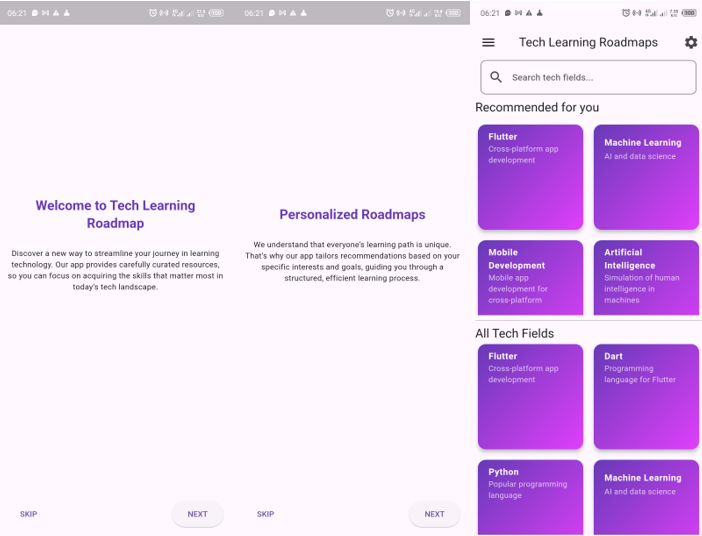 06:21
Welcome to Tech Learning
Roadmap
Discover a new way to streamline your journey in learning
technology. Our app provides carefully curated resources,
so you can focus on acquiring the skills that matter most in
today's tech landscape.
SKIP
NEXT
06:21
Personalized Roadmaps
We understand that everyone's learning path is unique.
That's why our app tailors recommendations based on your
specific interests and goals, guiding you through a
structured, efficient learning process.
SKIP
NEXT
06:21
Tech Learning Roadmaps
Search tech fields...
Recommended for you
Flutter
Cross-platform app
development
Machine Learning
AI and data science
Mobile
Development
Mobile app
development for
cross-platform
Artificial
Intelligence
Simulation of human
intelligence in
machines
All Tech Fields
Flutter
Cross-platform app
development
Dart
Programming
language for Flutter
Python
Popular programming
language
Machine Learning
AI and data science